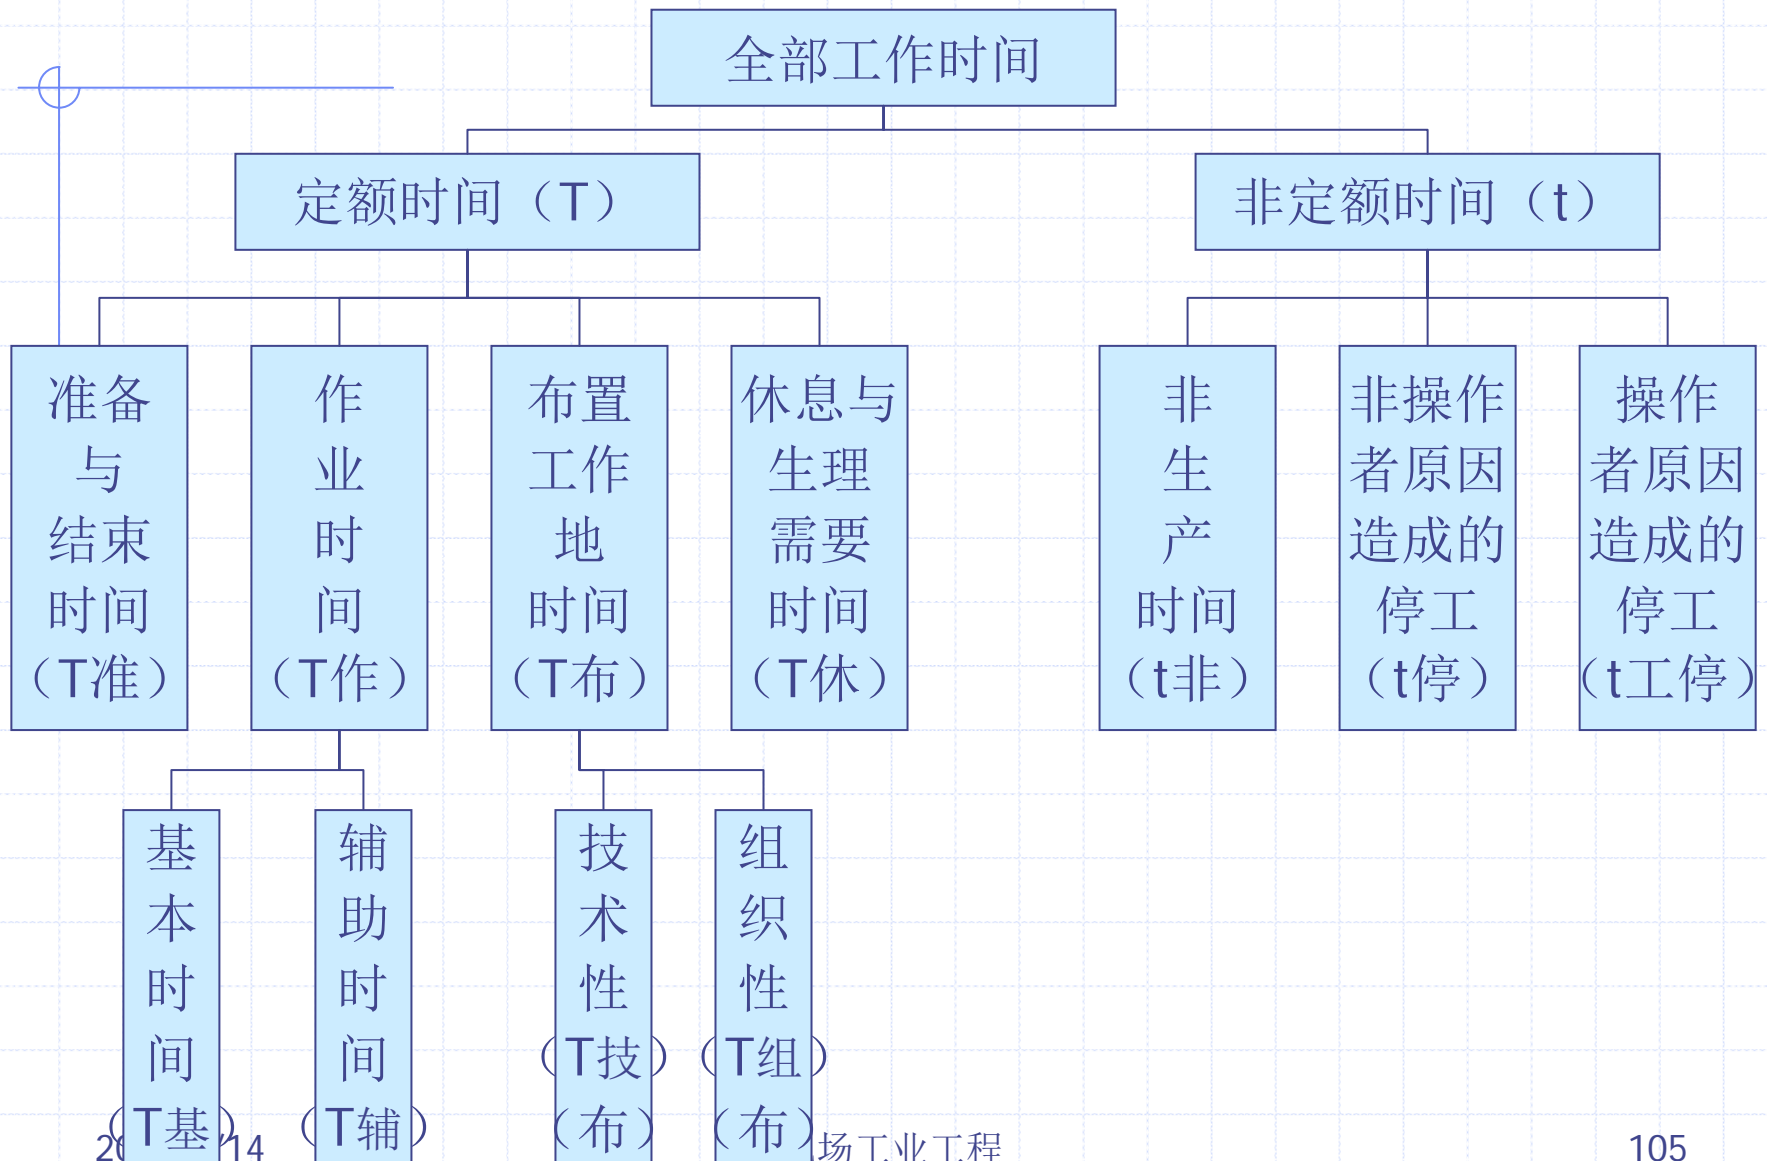 全部工作时间
定额时间（T）
非定额时间（t）
准备
与
结束
时间
（T准）
作
业
时
间
（T作）
布置
工作
地
时间
（T布）
休息与
生理
需要
时间
（T休）
非
生
产
时间
（t非）
非操作
者原因
造成的
停工
（t停）
操作
者原因
造成的
停工
（t工停）
基
本
时
间
（T基）
辅
助
时
间
（T辅）
技
术
性
（T技）
（布）
组
织
性
（T组）
（布）
场工业工程
105